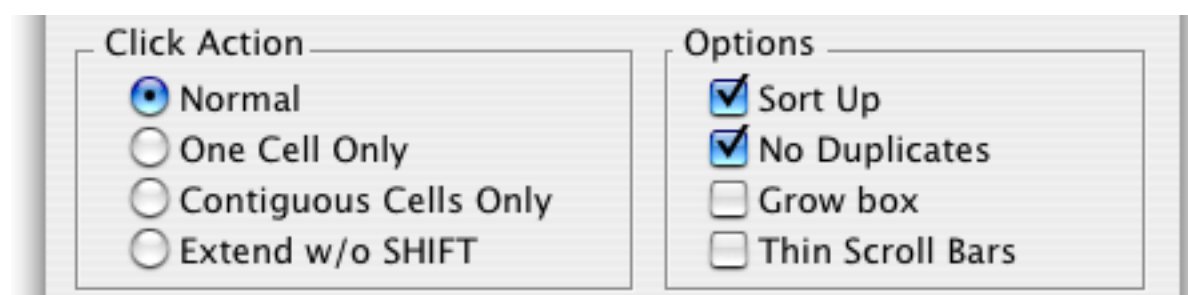 Click Action
Normal
One Cell Only
Contiguous Cells Only
Extend w/o SHIFT
Options
Sort Up
No Duplicates
Grow box
Thin Scroll Bars